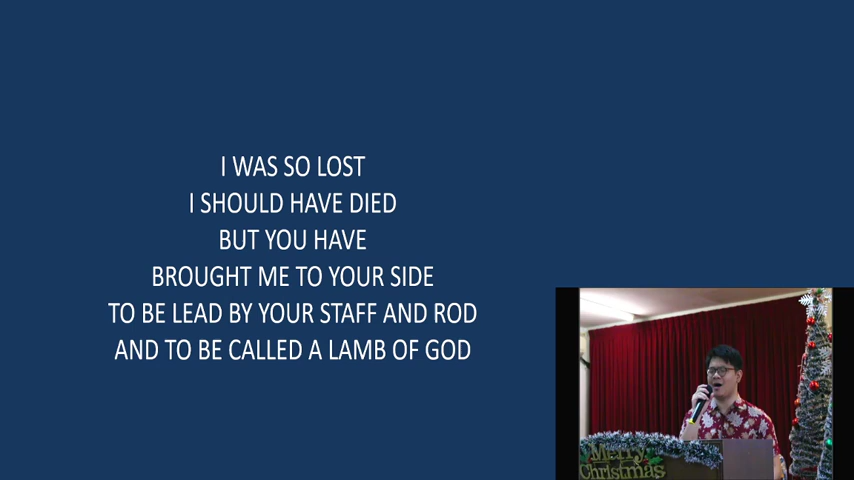 I WAS SO LOST
I SHOULD HAVE DIED
BUT YOU HAVE
BROUGHT ME TO YOUR SIDE
TO BE LEAD BY YOUR STAFF AND ROD
AND TO BE CALLED A LAMB OF GOD
Merry
Christmas